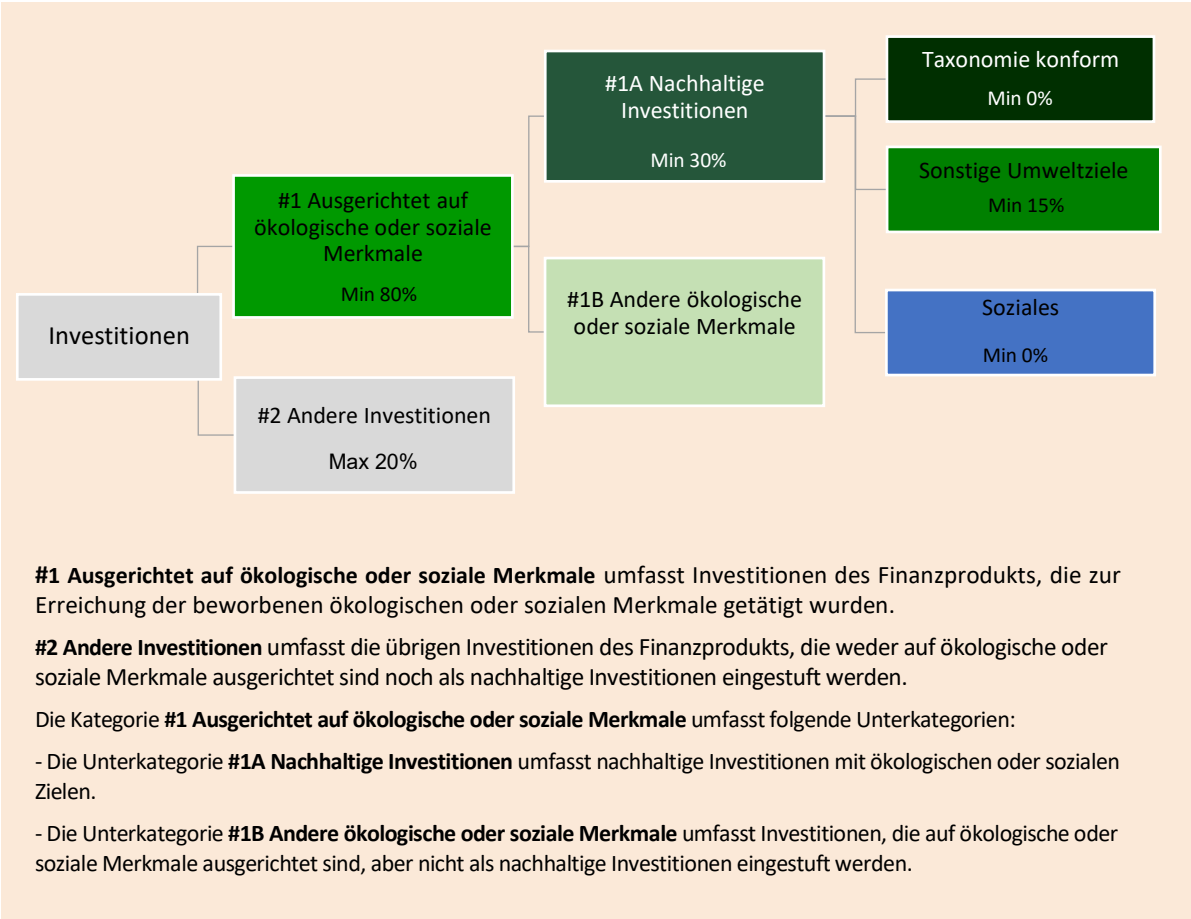 Investitionen
#1 Ausgerichtet auf
ökologische oder soziale
Merkmale
Min 80%
#2 Andere Investitionen
Max 20%
#1A Nachhaltige
Investitionen
Min 30%
#1B Andere ökologische
oder soziale Merkmale
Taxonomie konform
Min 0%
Sonstige Umweltziele
Min 15%
Soziales
Min 0%
#1 Ausgerichtet auf ökologische oder soziale Merkmale umfasst Investitionen des Finanzprodukts, die zur
Erreichung der beworbenen ökologischen oder sozialen Merkmale getätigt wurden.
#2 Andere Investitionen umfasst die übrigen Investitionen des Finanzprodukts, die weder auf ökologische oder
soziale Merkmale ausgerichtet sind noch als nachhaltige Investitionen eingestuft werden.
Die Kategorie #1 Ausgerichtet auf ökologische oder soziale Merkmale umfasst folgende Unterkategorien:
- Die Unterkategorie #1A Nachhaltige Investitionen umfasst nachhaltige Investitionen mit ökologischen oder sozialen
Zielen.
- Die Unterkategorie #1B Andere ökologische oder soziale Merkmale umfasst Investitionen, die auf ökologische oder
soziale Merkmale ausgerichtet sind, aber nicht als nachhaltige Investitionen eingestuft werden.